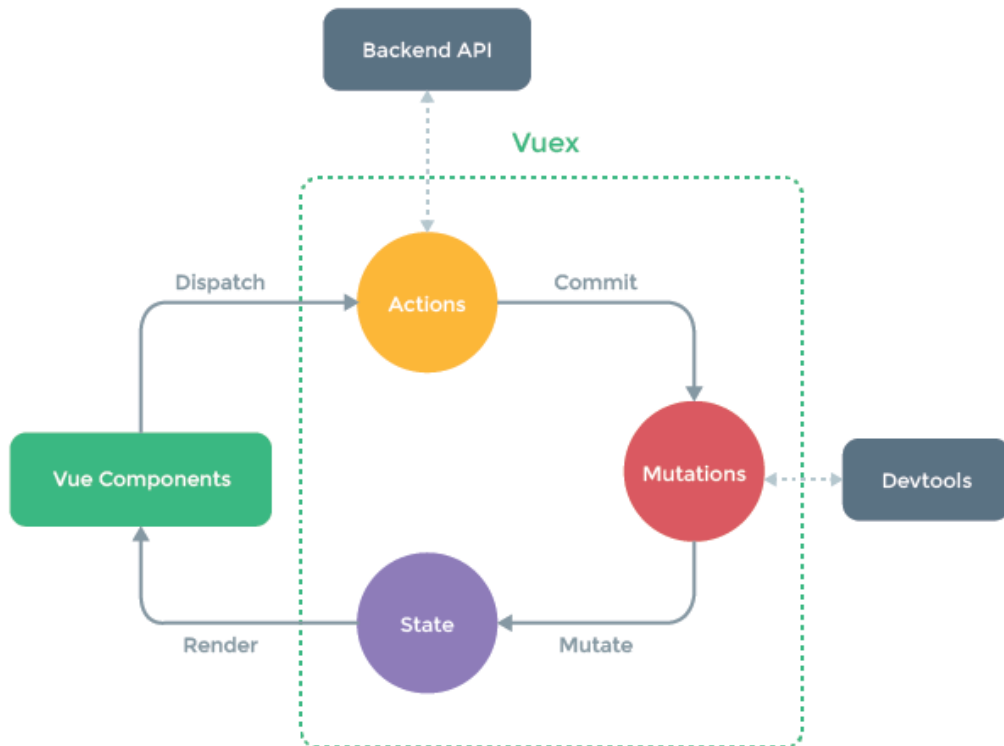 Backend API
Vuex
Dispatch
Commit
Actions
Mutations
Vue Components
Devtools
State
Render
Mutate